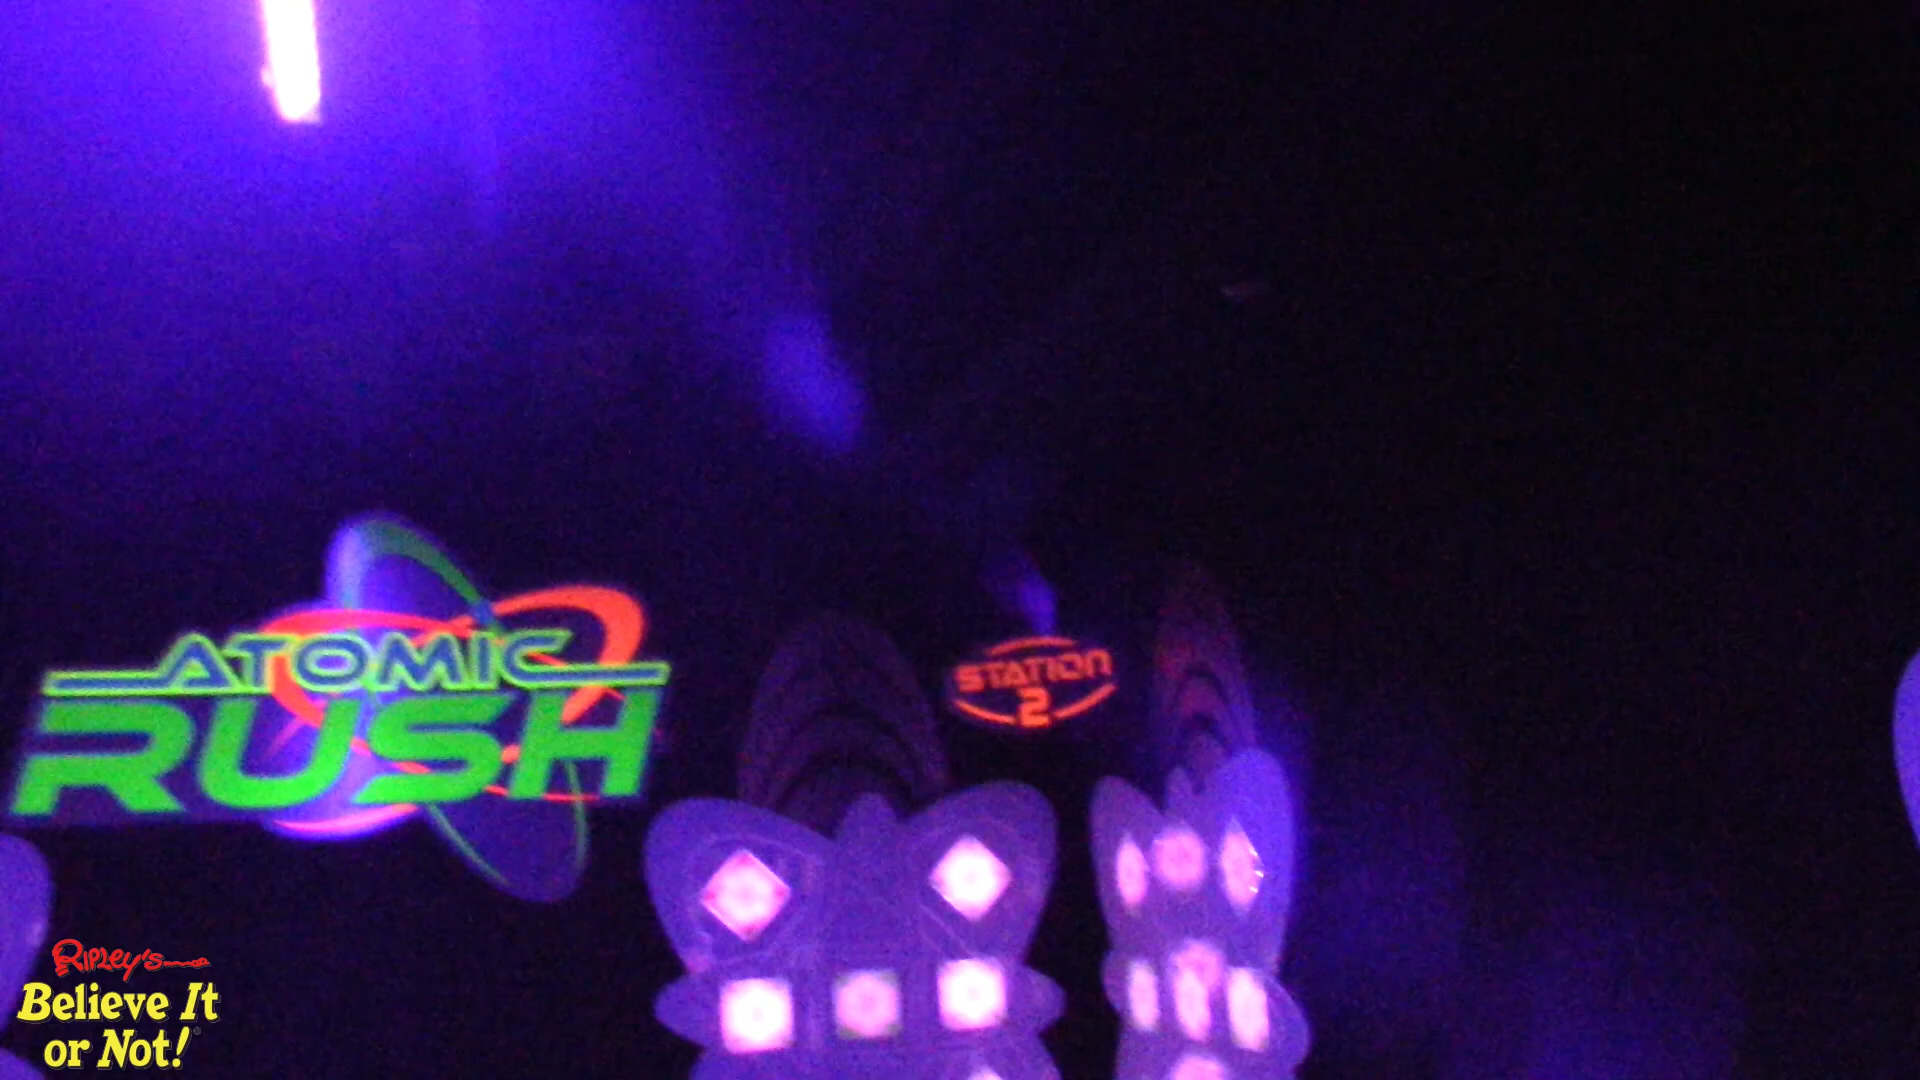 ATOMIC
RUSH
STATION
2
RIPLEY'S
Believe It
or Not!